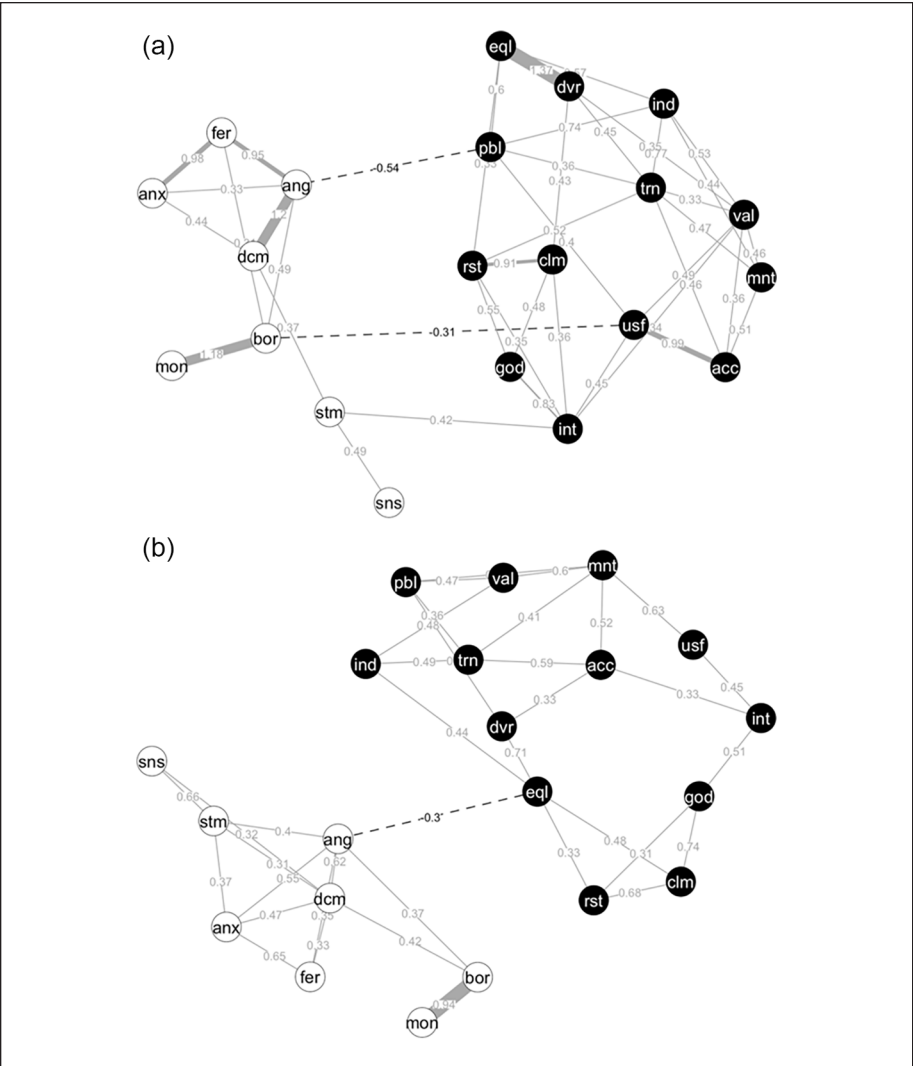 (a)
eql
1.37
dvr
ind
0.6
fer
0.74
0.45
pbl
0.35
0.53
0.98
0.95
-0.54
0.36
anx
0.33
ang
0.43
trn
0.44
0.33
0.44
1.2
val
0.47
0.52
0.4
dcm
rst
0.91
clm
0.46
0.49
0.49
mnt
0.46
0.55
0.48
0.36
0.37
bor
-0.31
usf
0.51
0.35
0.36
0.99
mon
1.18
god
acc
0.45
0.83
stm
0.42
int
0.49
sns
(b)
pbl
0.47
val
0.6
mnt
0.36
0.48
0.41
0.52
0.63
ind
0.49
trn
0.59
acc
usf
0.33
0.45
0.33
dvr
int
0.44
0.71
0.51
sns
0.66
eql
god
stm
0.32
0.4
ang
-0.3
0.31
0.48
0.74
0.33
0.31
0.37
0.55
0.52
dcm
clm
0.68
rst
anx
0.47
0.35
0.37
0.33
0.42
0.65
fer
bor
0.94
mon